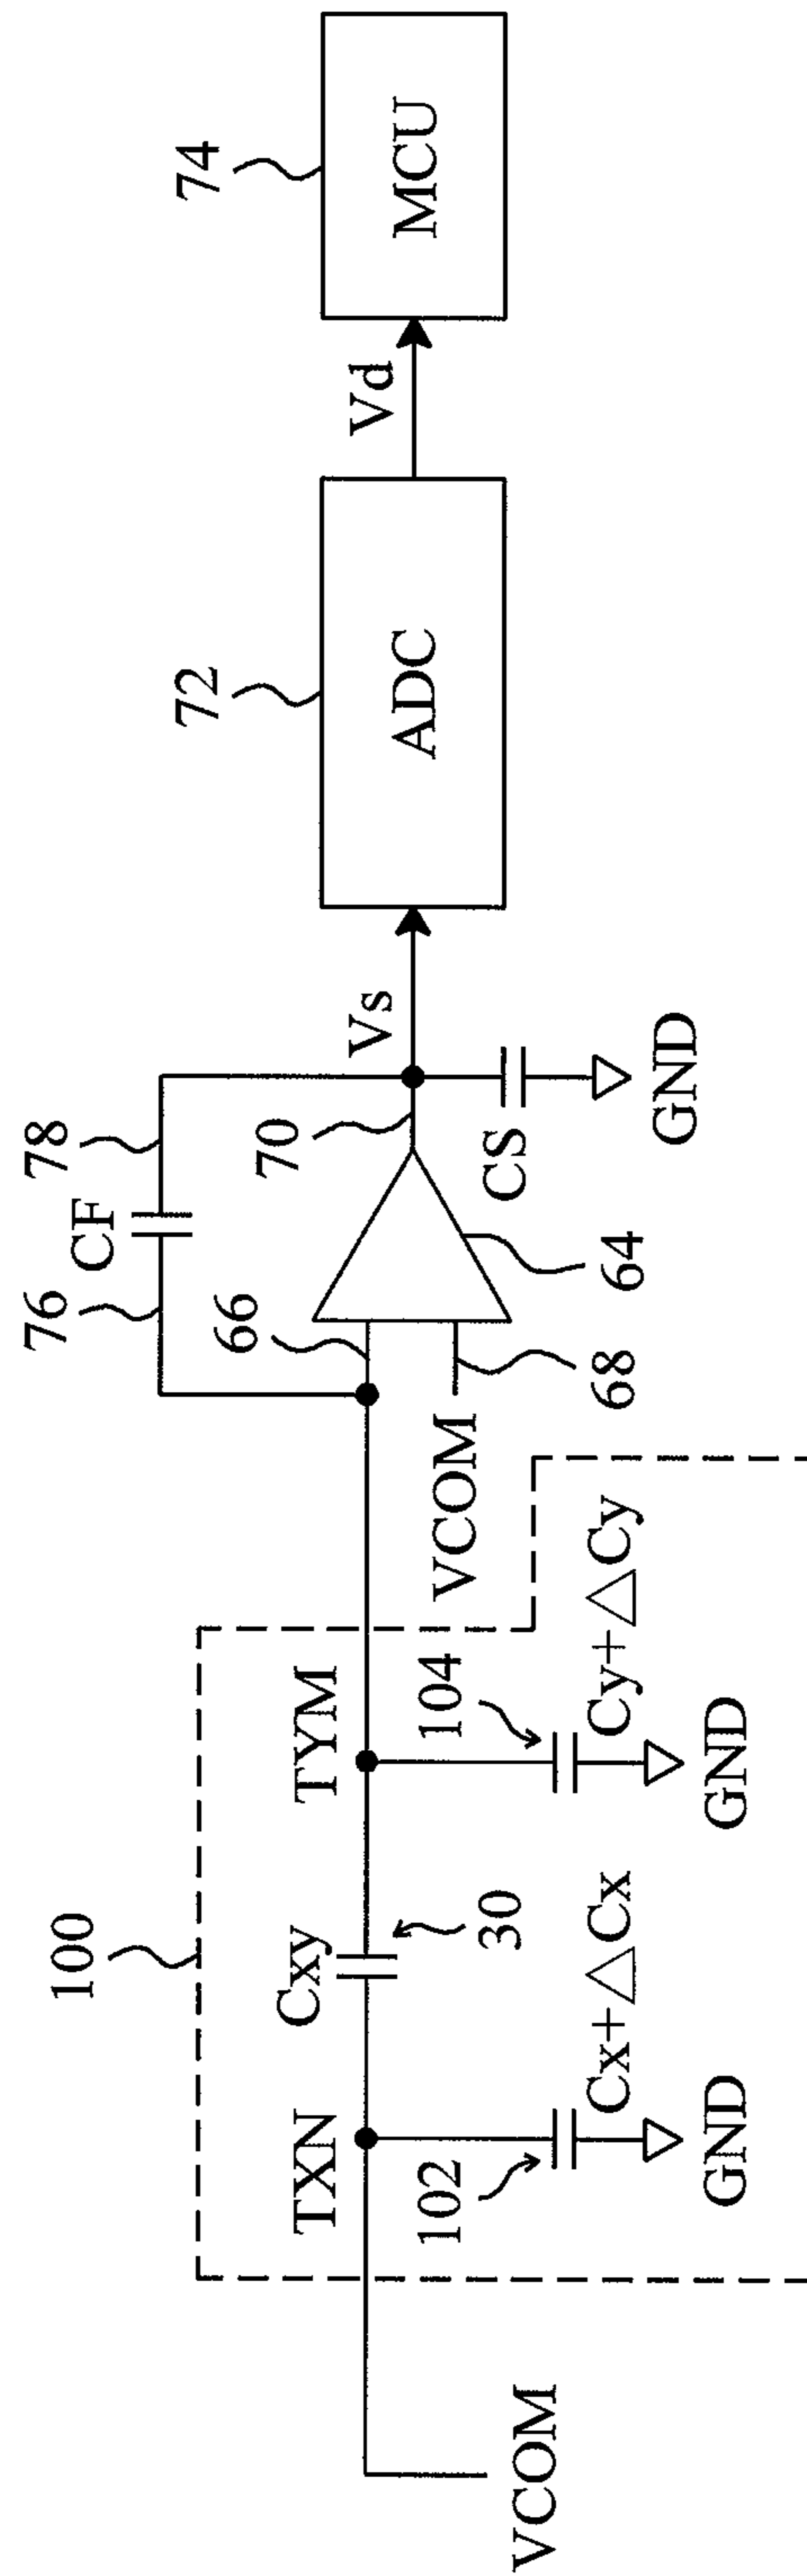 100
TXN
Cxy
TYM
30
102
Cx+△Cx
GND
104
Cy+△Cy
GND
VCOM
VCOM
76
CF
78
66
68
64
70
CS
GND
Vs
72
ADC
Vd
74
MCU